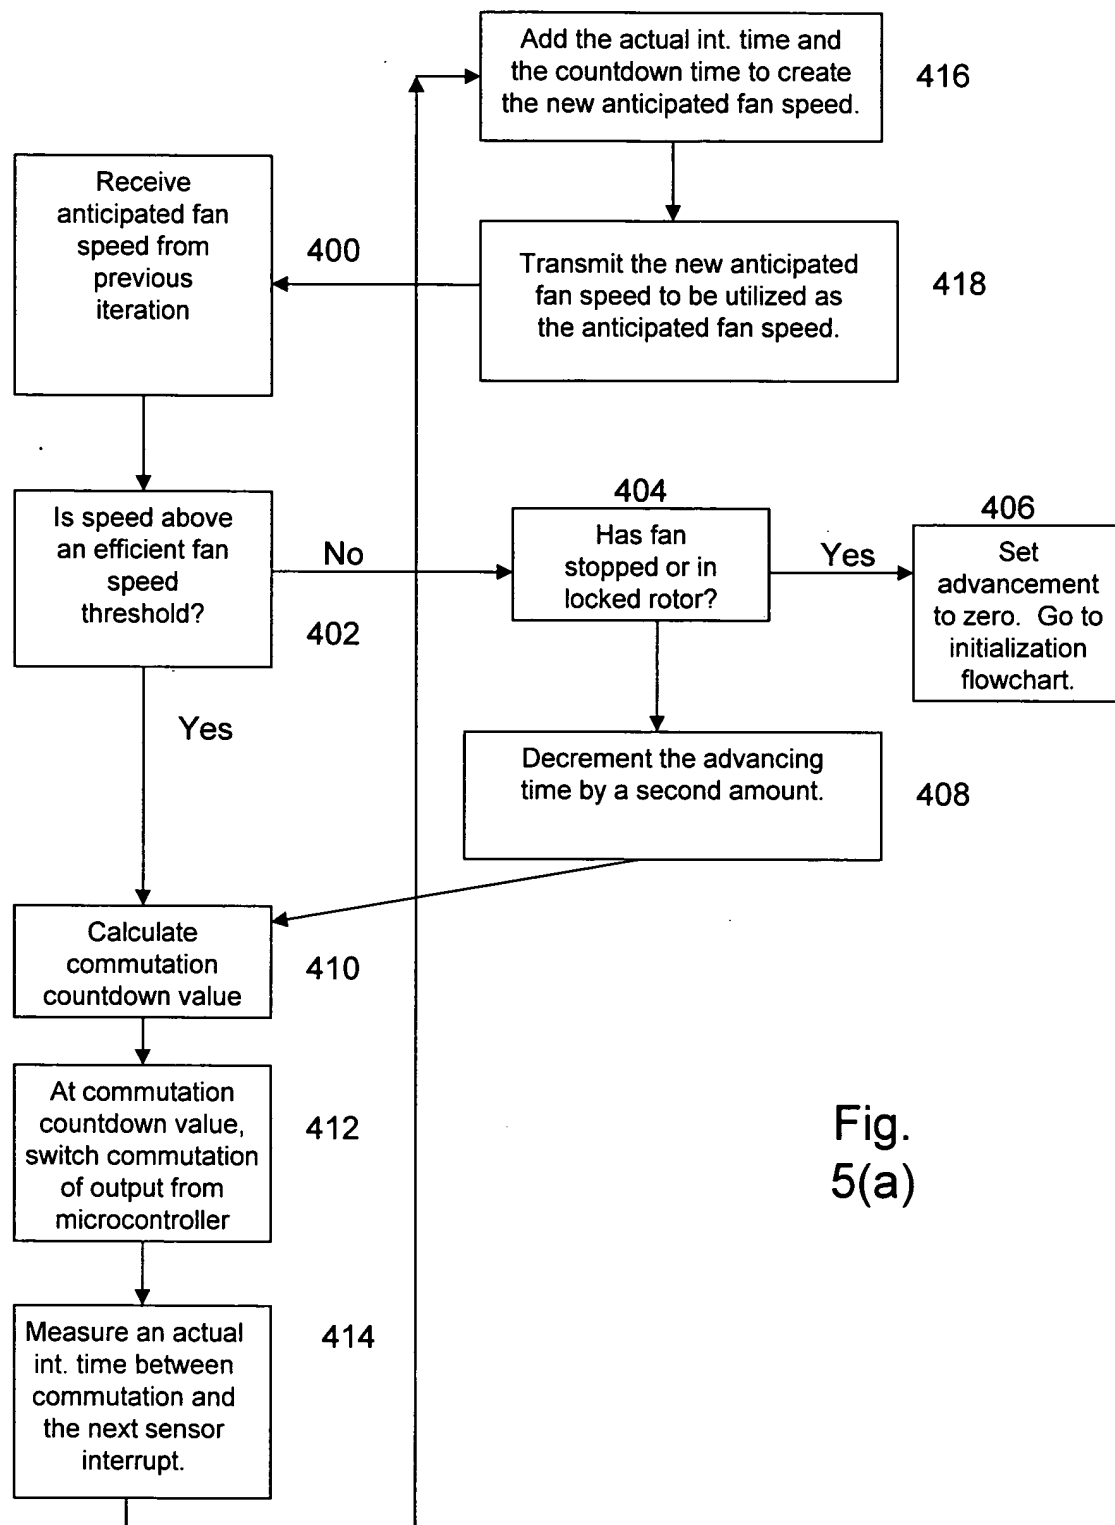 Add the actual int. time and
the countdown time to create
the new anticipated fan speed.
416
Receive
anticipated fan
speed from
previous
iteration
400
Transmit the new anticipated
fan speed to be utilized as
the anticipated fan speed.
418
Is speed above
an efficient fan
speed
threshold?
402
No
404
Has fan
stopped or in
locked rotor?
Yes
406
Set
advancement
to zero. Go to
initialization
flowchart.
Yes
Decrement the advancing
time by a second amount.
408
Calculate
commutation
countdown value
410
At commutation
countdown value,
switch commutation
of output from
microcontroller
412
Measure an actual
int. time between
commutation and
the next sensor
interrupt.
414
Fig.
5(a)